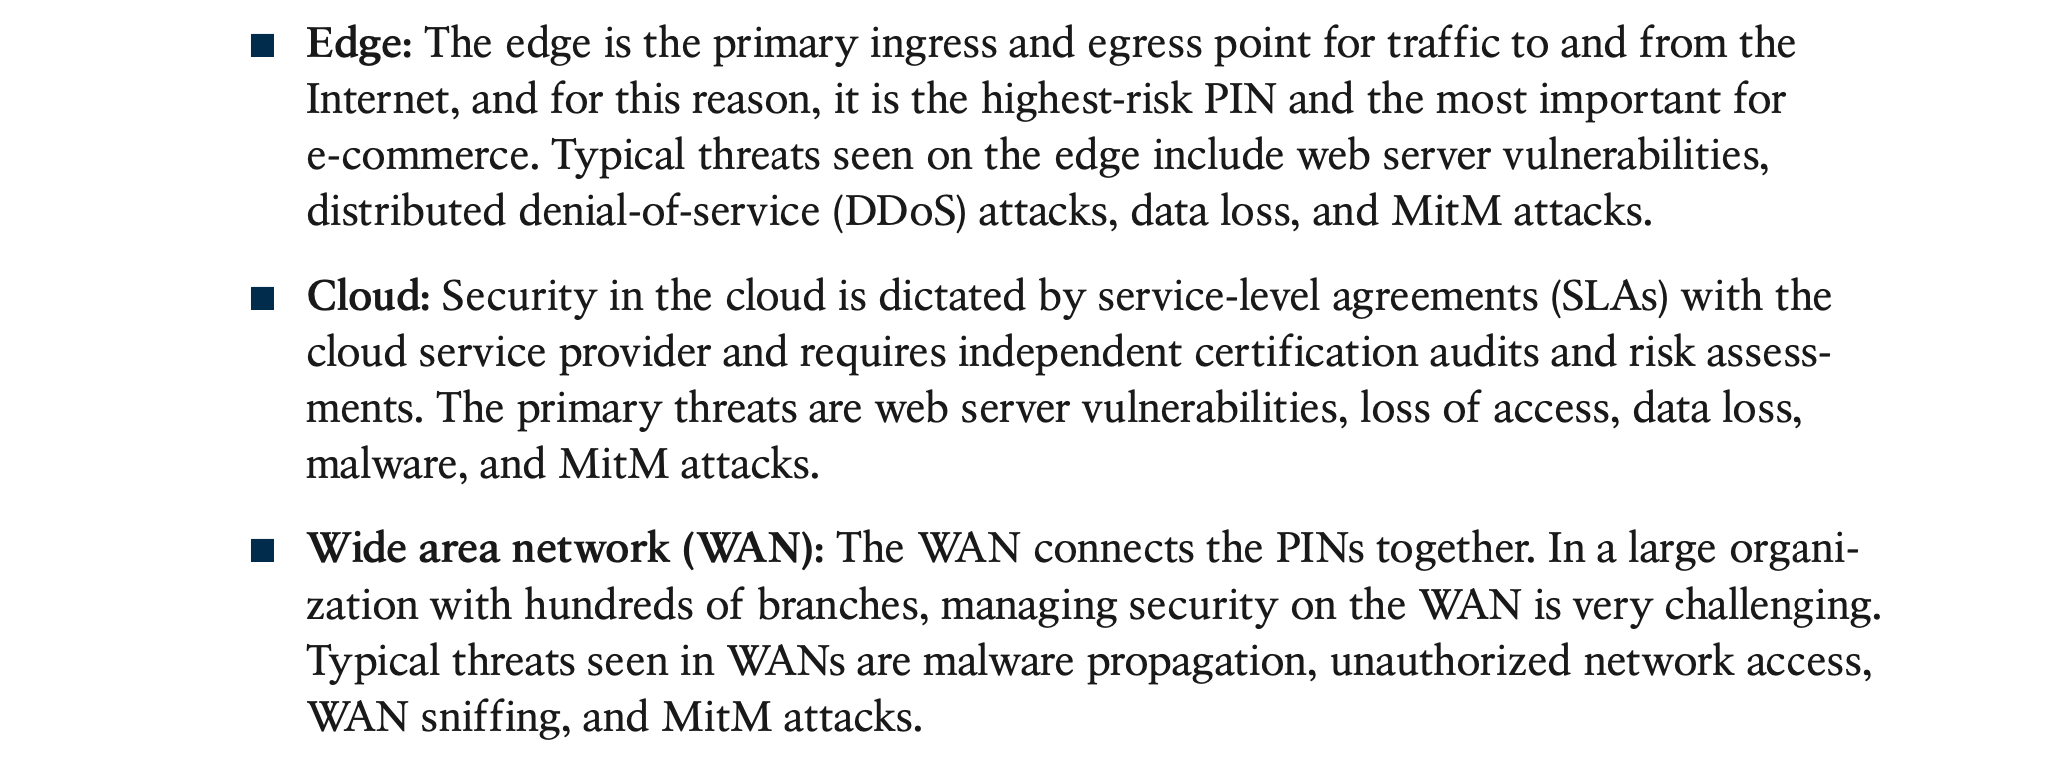 ■ Edge: The edge is the primary ingress and egress point for traffic to and from the
Internet, and for this reason, it is the highest-risk PIN and the most important for
e-commerce. Typical threats seen on the edge include web server vulnerabilities,
distributed denial-of-service (DDoS) attacks, data loss, and MitM attacks.
■ Cloud: Security in the cloud is dictated by service-level agreements (SLAs) with the
cloud service provider and requires independent certification audits and risk assess-
ments. The primary threats are web server vulnerabilities, loss of access, data loss,
malware, and MitM attacks.
■ Wide area network (WAN): The WAN connects the PINs together. In a large organi-
zation with hundreds of branches, managing security on the WAN is very challenging.
Typical threats seen in WANs are malware propagation, unauthorized network access,
WAN sniffing, and MitM attacks.